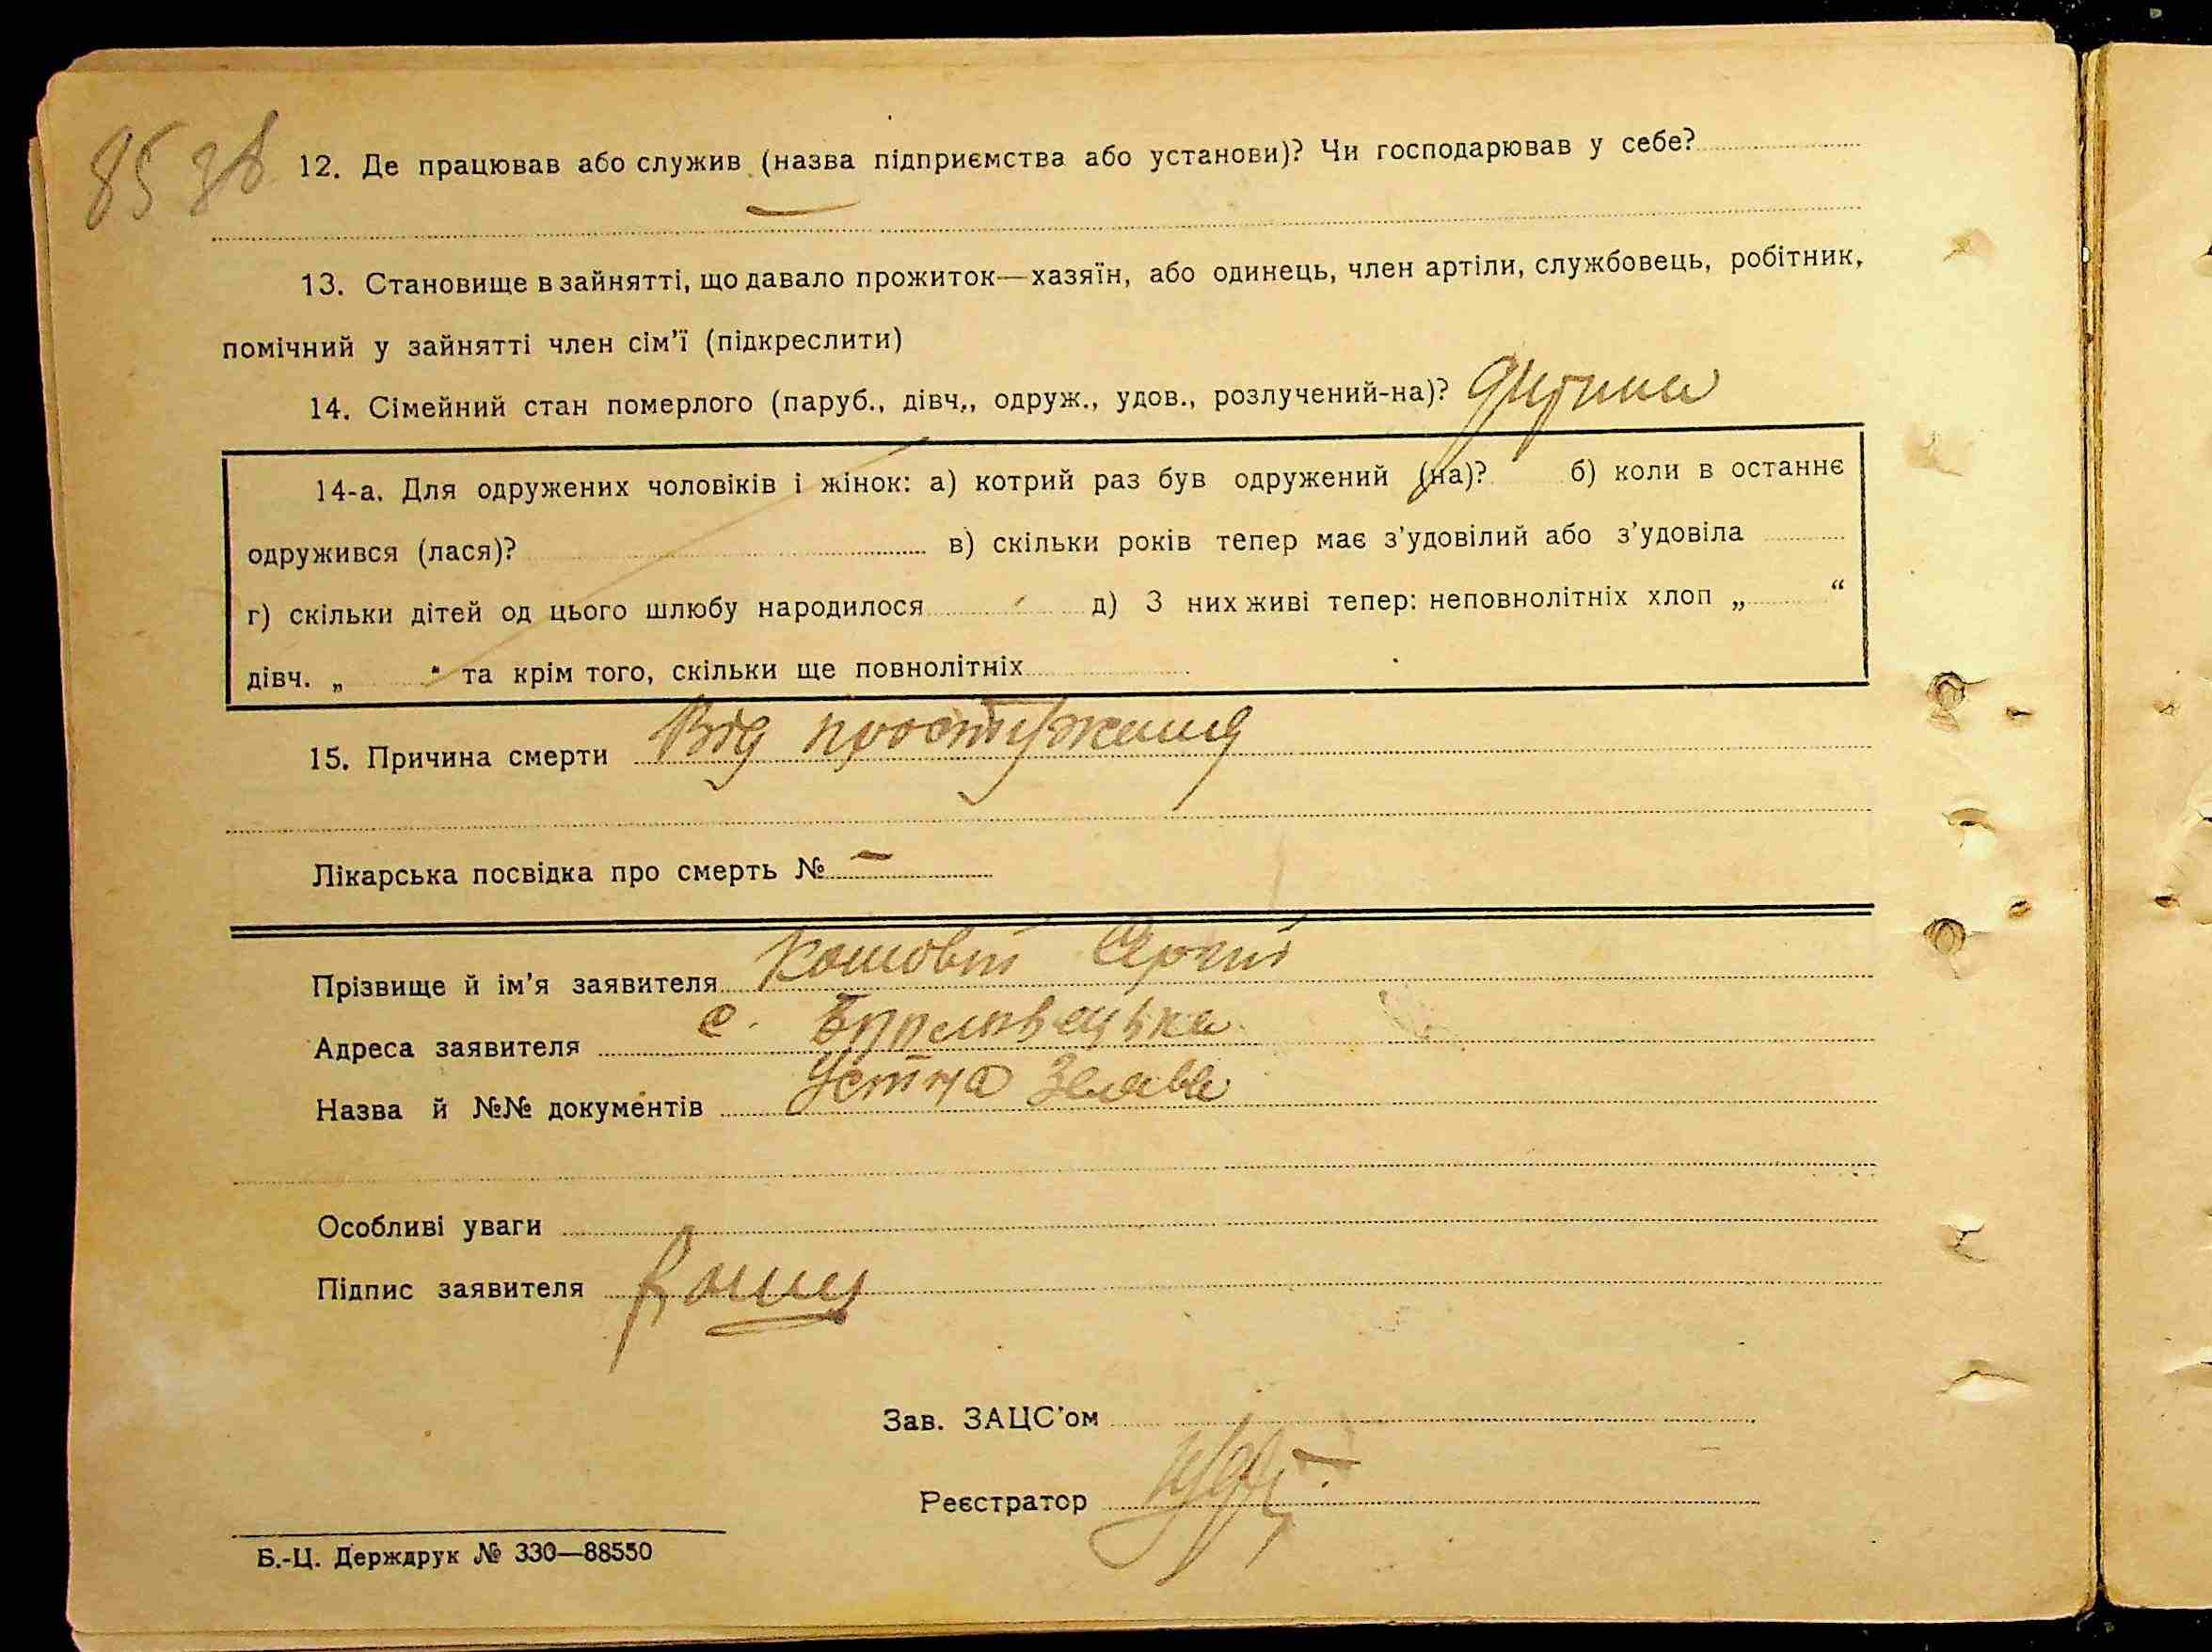 85 38
12. Де працював або служив (назва підприємства або установи)? Чи господарював у себе?
13. Становище в зайнятті, що давало прожиток—хазяїн, або одинець, член артіли, службовець, робітник,
помічний у зайнятті член сім'ї (підкреслити)
14. Сімейний стан померлого (паруб., дівч., одруж., удов., розлучений-на)? дитина
14-а. Для одружених чоловіків і жінок: а) котрий раз був одружений (на)? б) коли в останнє
одружився (лася)? в) скільки років тепер має з'удовілий або з'удовіла
г) скільки дітей од цього шлюбу народилося д) З них живі тепер: неповнолітніх хлоп „ “
дівч. „ “ та крім того, скільки ще повнолітніх
15. Причина смерти Від простуження
Лікарська посвідка про смерть № —
Прізвище й ім'я заявителя Кошовий Сергій
Адреса заявителя с.
Назва й №№ документів Устна Заява
Особливі уваги
Підпис заявителя
Зав. ЗАЦС'ом
Реєстратор
Б.-Ц. Держдрук № 330—88550